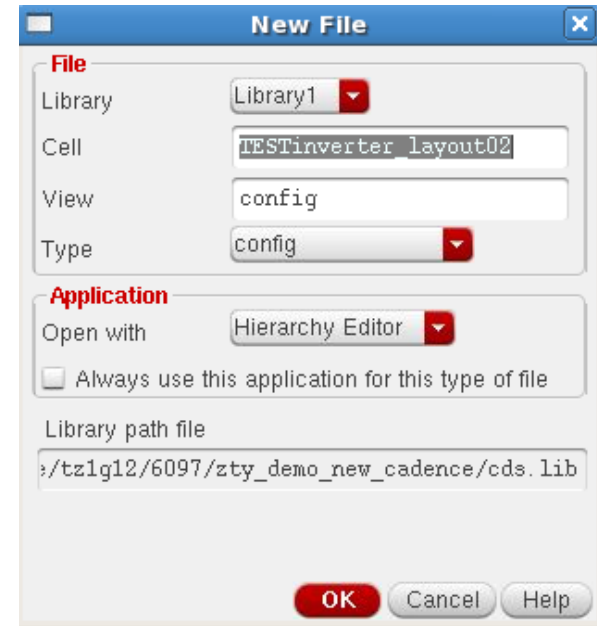 New File
File
Library Library1
Cell TESTinverter_layout02
View config
Type config
Application
Open with Hierarchy Editor
Always use this application for this type of file
Library path file
/tz1g12/6097/zty_demo_new_cadence/cds.lib
OK Cancel Help